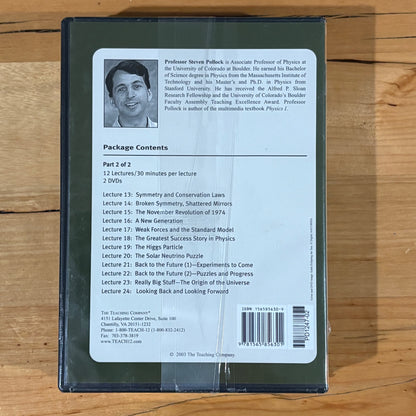 Professor Steven Pollock is Associate Professor of Physics at
the University of Colorado at Boulder. He earned his Bachelor
of Science degree in Physics from the Massachusetts Institute of
Technology and his Master's and Ph.D. in Physics from
Stanford University. He has received the Alfred P. Sloan
Research Fellowship and the University of Colorado's Boulder
Faculty Assembly Teaching Excellence Award. Professor
Pollock is author of the multimedia textbook Physics I.
Package Contents
Part 2 of 2
12 Lectures/30 minutes per lecture
2 DVDs
Lecture 13: Symmetry and Conservation Laws
Lecture 14: Broken Symmetry, Shattered Mirrors
Lecture 15: The November Revolution of 1974
Lecture 16: A New Generation
Lecture 17: Weak Forces and the Standard Model
Lecture 18: The Greatest Success Story in Physics
Lecture 19: The Higgs Particle
Lecture 20: The Solar Neutrino Puzzle
Lecture 21: Back to the Future (1)—Experiments to Come
Lecture 22: Back to the Future (2)—Puzzles and Progress
Lecture 23: Really Big Stuff—The Origin of the Universe
Lecture 24: Looking Back and Looking Forward
THE TEACHING COMPANY®
4151 Lafayette Center Drive, Suite 100
Chantilly, VA 20151-1232
Phone: 1-800-TEACH-12 (1-800-832-2412)
Fax: 703-378-3819
www.TEACH12.com
ISBN 1565856309
9 781565 856301
© 2003 The Teaching Company